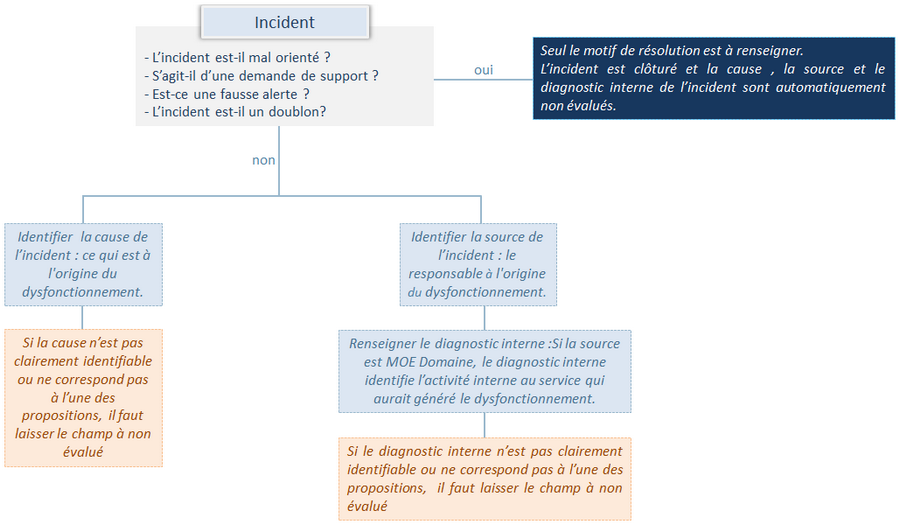 Incident
- L’incident est-il mal orienté ?
- S’agit-il d’une demande de support ?
- Est-ce une fausse alerte ?
- L’incident est-il un doublon?
oui
Seul le motif de résolution est à renseigner.
L’incident est clôturé et la cause , la source et le
diagnostic interne de l’incident sont automatiquement
non évalués.
non
Identifier la cause de
l’incident : ce qui est à
l'origine du
dysfonctionnement.
Identifier la source de
l’incident : le
responsable à l'origine
du dysfonctionnement.
Si la cause n’est pas
clairement identifiable
ou ne correspond pas
à l’une des
propositions, il faut
laisser le champ à non
évalué
Renseigner le diagnostic interne :Si la source
est MOE Domaine, le diagnostic interne
identifie l’activité interne au service qui
aurait généré le dysfonctionnement.
Si le diagnostic interne n’est pas clairement
identifiable ou ne correspond pas à l’une des
propositions, il faut laisser le champ à non
évalué